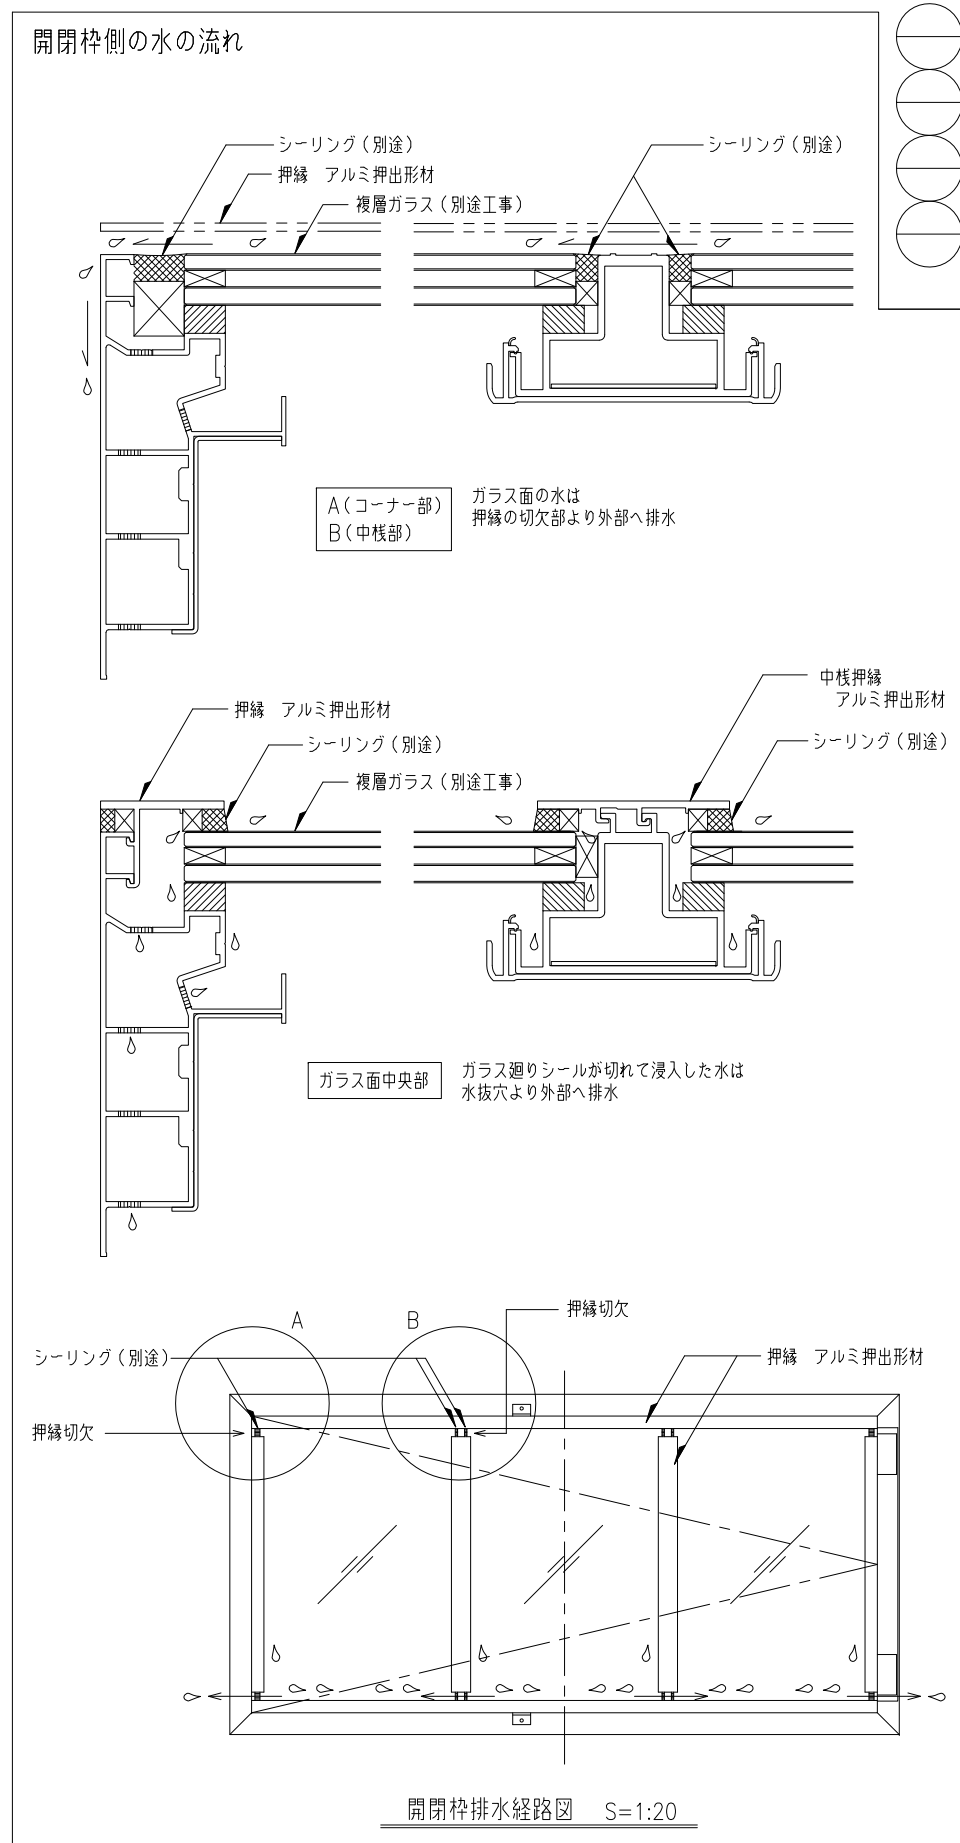 開閉枠側の水の流れ
シーリング（別途）
押縁　アルミ押出形材
複層ガラス（別途工事）
シーリング（別途）
A（コーナー部）
B（中桟部）
ガラス面の水は
押縁の切欠部より外部へ排水
中桟押縁
アルミ押出形材
シーリング（別途）
押縁　アルミ押出形材
シーリング（別途）
複層ガラス（別途工事）
ガラス面中央部
ガラス廻りシールが切れて浸入した水は
水抜穴より外部へ排水
A
B
押縁切欠
シーリング（別途）
押縁　アルミ押出形材
押縁切欠
開閉枠排水経路図　S=1:20